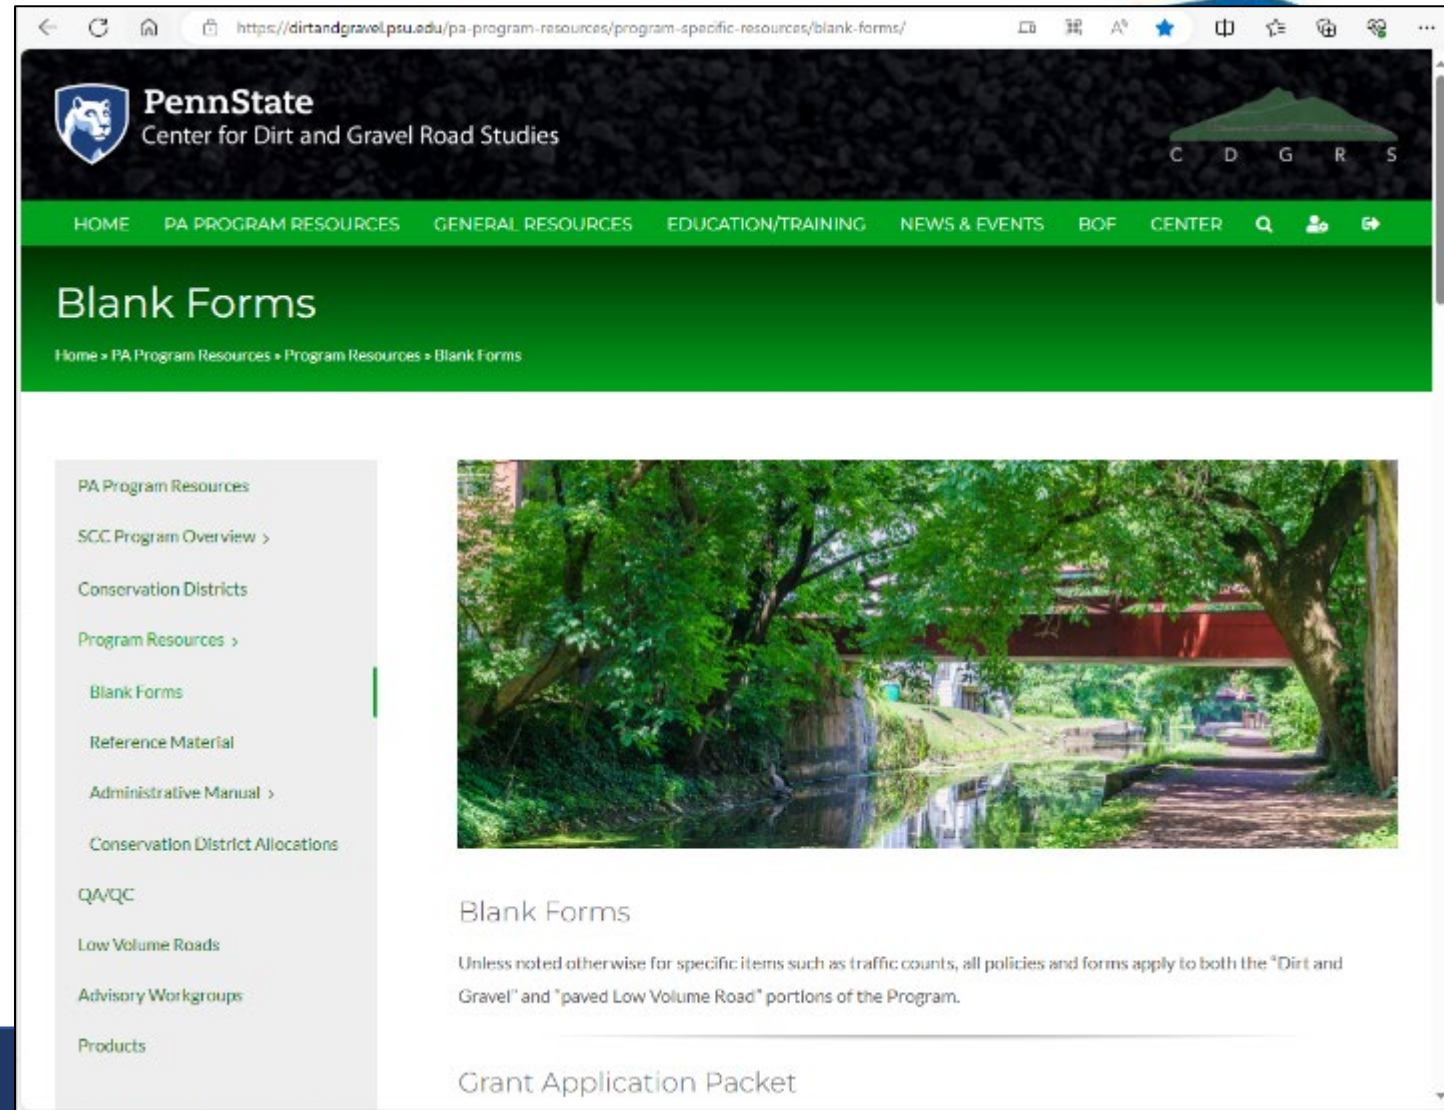 https://dirtandgravel.psu.edu/pa-program-resources/program-specific-resources/blank-forms/
PennState
Center for Dirt and Gravel Road Studies
C D G R S
HOME PA PROGRAM RESOURCES GENERAL RESOURCES EDUCATION/TRAINING NEWS & EVENTS BOF CENTER
Blank Forms
Home » PA Program Resources » Program Resources » Blank Forms
PA Program Resources
SCC Program Overview >
Conservation Districts
Program Resources >
Blank Forms
Reference Material
Administrative Manual >
Conservation District Allocations
QA/QC
Low Volume Roads
Advisory Workgroups
Products
Blank Forms
Unless noted otherwise for specific items such as traffic counts, all policies and forms apply to both the “Dirt and
Gravel” and “paved Low Volume Road” portions of the Program.
Grant Application Packet